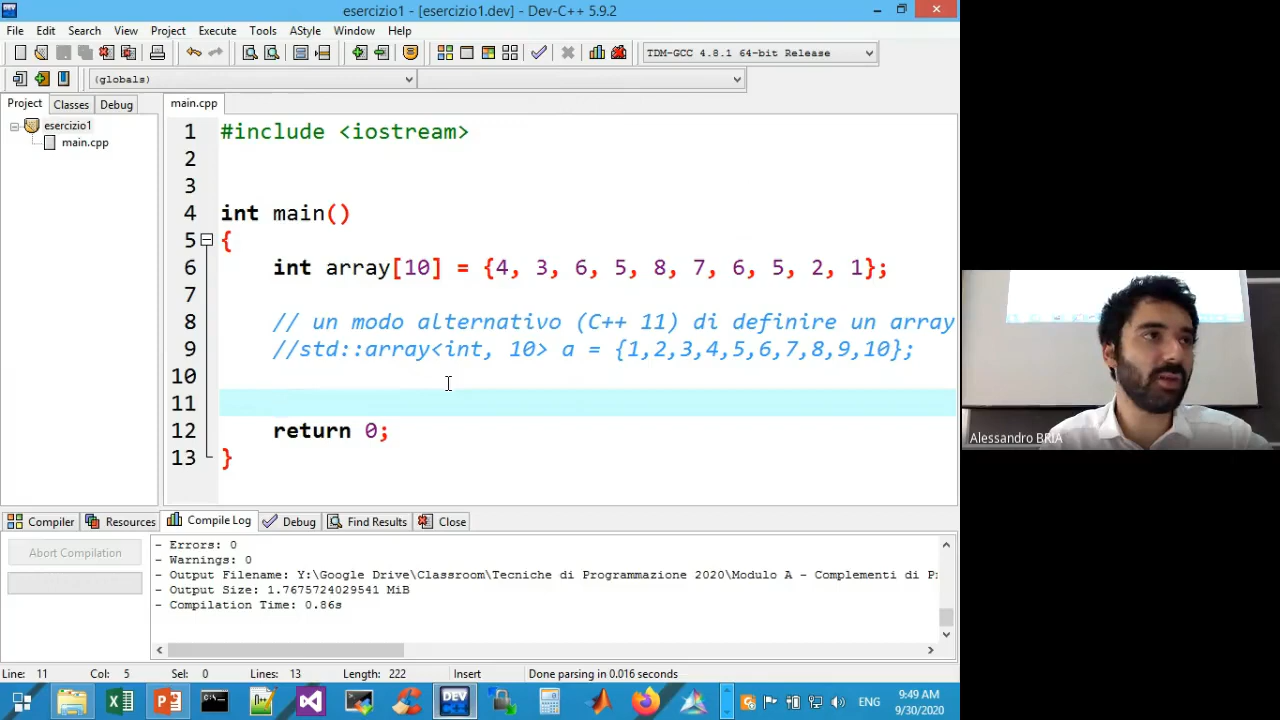 esercizio1 - [esercizio1.dev] - Dev-C++ 5.9.2
File Edit Search View Project Execute Tools AStyle Window Help
TDM-GCC 4.8.1 64-bit Release
(globals)
Project Classes Debug
main.cpp
esercizio1
main.cpp
1 #include <iostream>
2
3
4 int main()
5 {
6 int array[10] = {4, 3, 6, 5, 8, 7, 6, 5, 2, 1};
7
8 // un modo alternativo (C++ 11) di definire un array
9 //std::array<int, 10> a = {1,2,3,4,5,6,7,8,9,10};
10
11
12 return 0;
13 }
Alessandro BRIA
Compiler Resources Compile Log Debug Find Results Close
Abort Compilation
- Errors: 0
- Warnings: 0
- Output Filename: Y:\Google Drive\Classroom\Tecniche di Programmazione 2020\Modulo A - Complementi di P
- Output Size: 1.7675724029541 MiB
- Compilation Time: 0.86s
Line: 11 Col: 5 Sel: 0 Lines: 13 Length: 222 Insert Done parsing in 0.016 seconds
DEV
ENG
9:49 AM
9/30/2020